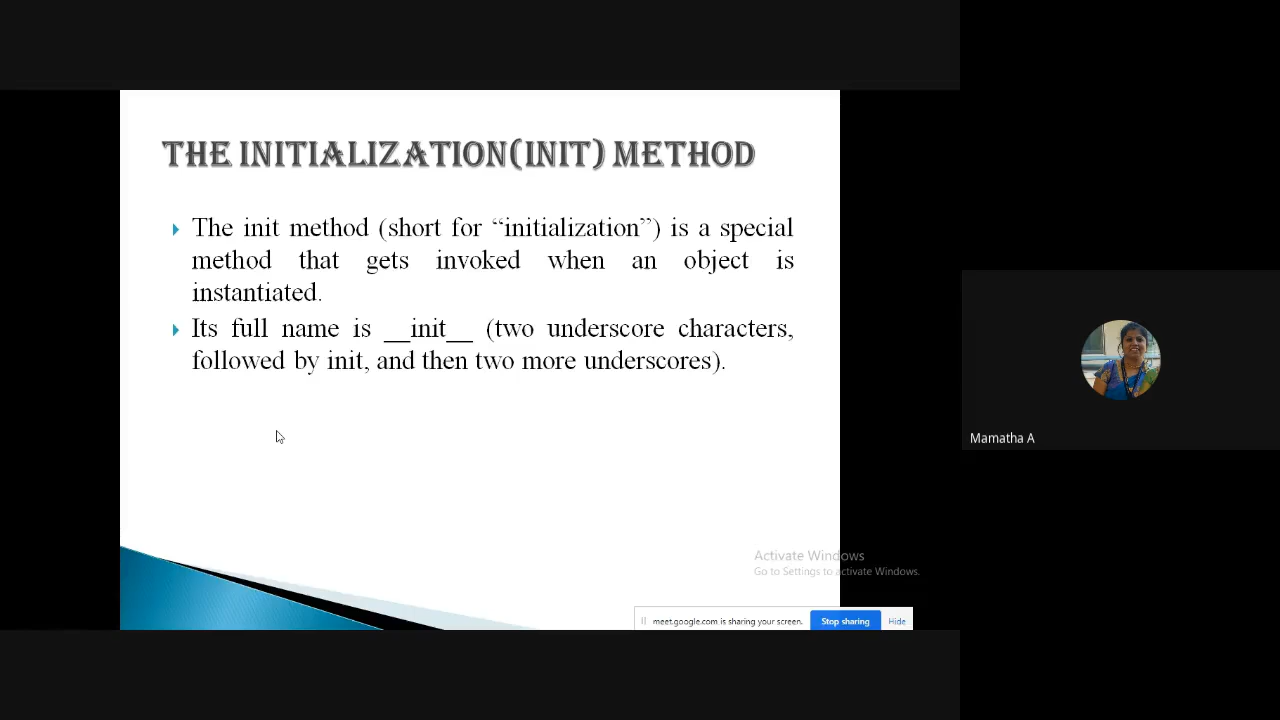 THE INITIALIZATION(INIT) METHOD
The init method (short for “initialization”) is a special
method that gets invoked when an object is
instantiated.
Its full name is __init__ (two underscore characters,
followed by init, and then two more underscores).
Mamatha A
Activate Windows
Go to Settings to activate Windows.
meet.google.com is sharing your screen. Stop sharing Hide